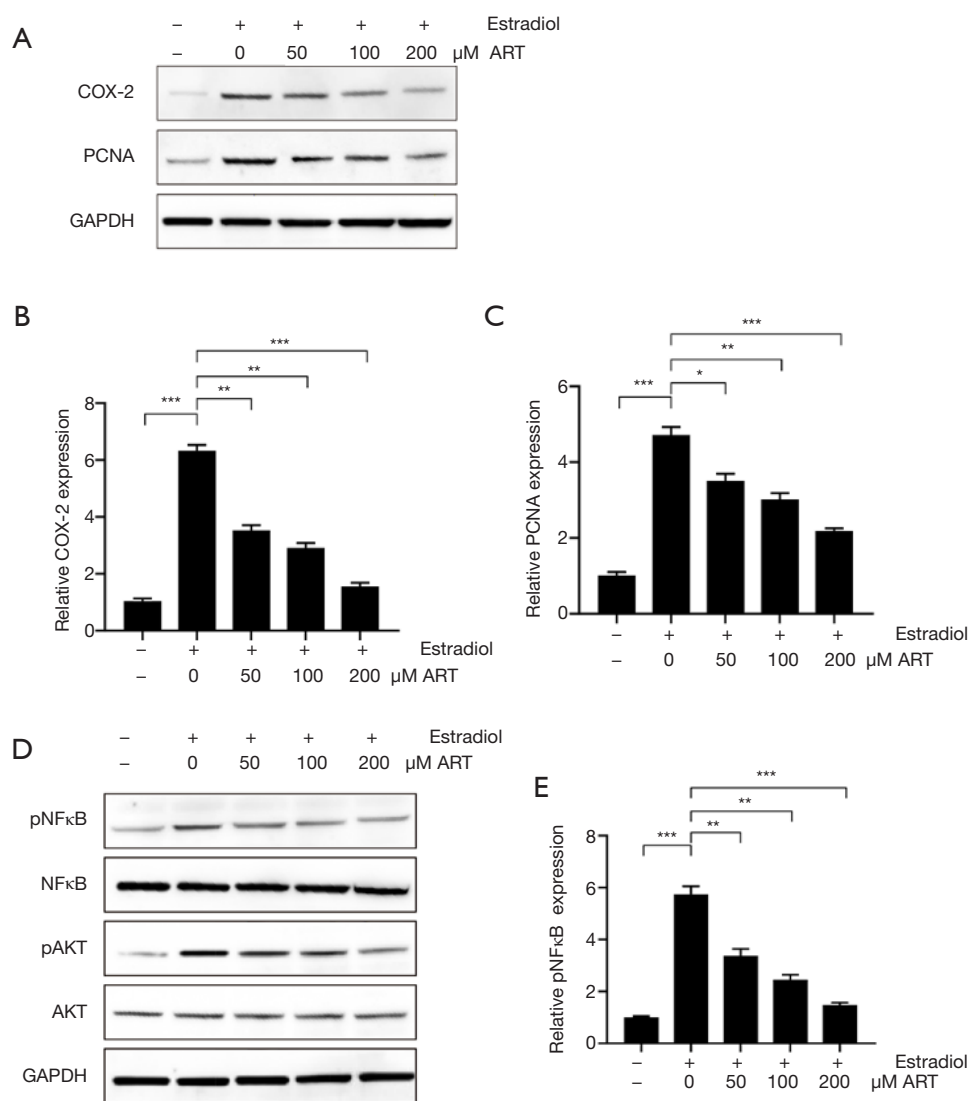 A
– + + + + Estradiol
– 0 50 100 200 µM ART
COX-2
PCNA
GAPDH
B
***
**
**
***
Relative COX-2 expression
8
6
4
2
0
– + + + + Estradiol
– 0 50 100 200 µM ART
C
***
**
*
***
Relative PCNA expression
6
4
2
0
– + + + + Estradiol
– 0 50 100 200 µM ART
D
– + + + + Estradiol
– 0 50 100 200 µM ART
pNFκB
NFκB
pAKT
AKT
GAPDH
E
***
**
**
***
Relative pNFκB expression
8
6
4
2
0
– + + + + Estradiol
– 0 50 100 200 µM ART